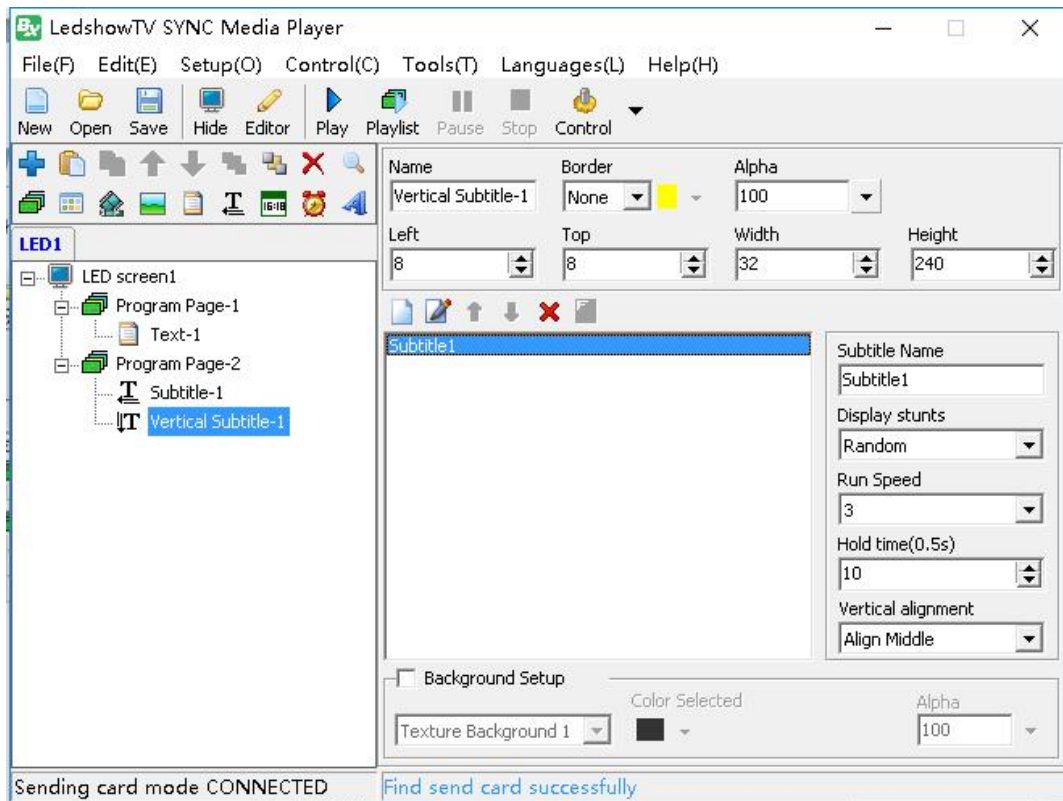 BX LedshowTV SYNC Media Player
File(F) Edit(E) Setup(O) Control(C) Tools(T) Languages(L) Help(H)
New Open Save Hide Editor Play Playlist Pause Stop Control
16:18
LED1
LED screen1
Program Page-1
Text-1
Program Page-2
Subtitle-1
Vertical Subtitle-1
Name Border Alpha
Vertical Subtitle-1 None 100
Left Top Width Height
8 8 32 240
Subtitle1
Subtitle Name
Subtitle1
Display stunts
Random
Run Speed
3
Hold time(0.5s)
10
Vertical alignment
Align Middle
Background Setup
Color Selected Alpha
Texture Background 1 100
Sending card mode CONNECTED Find send card successfully